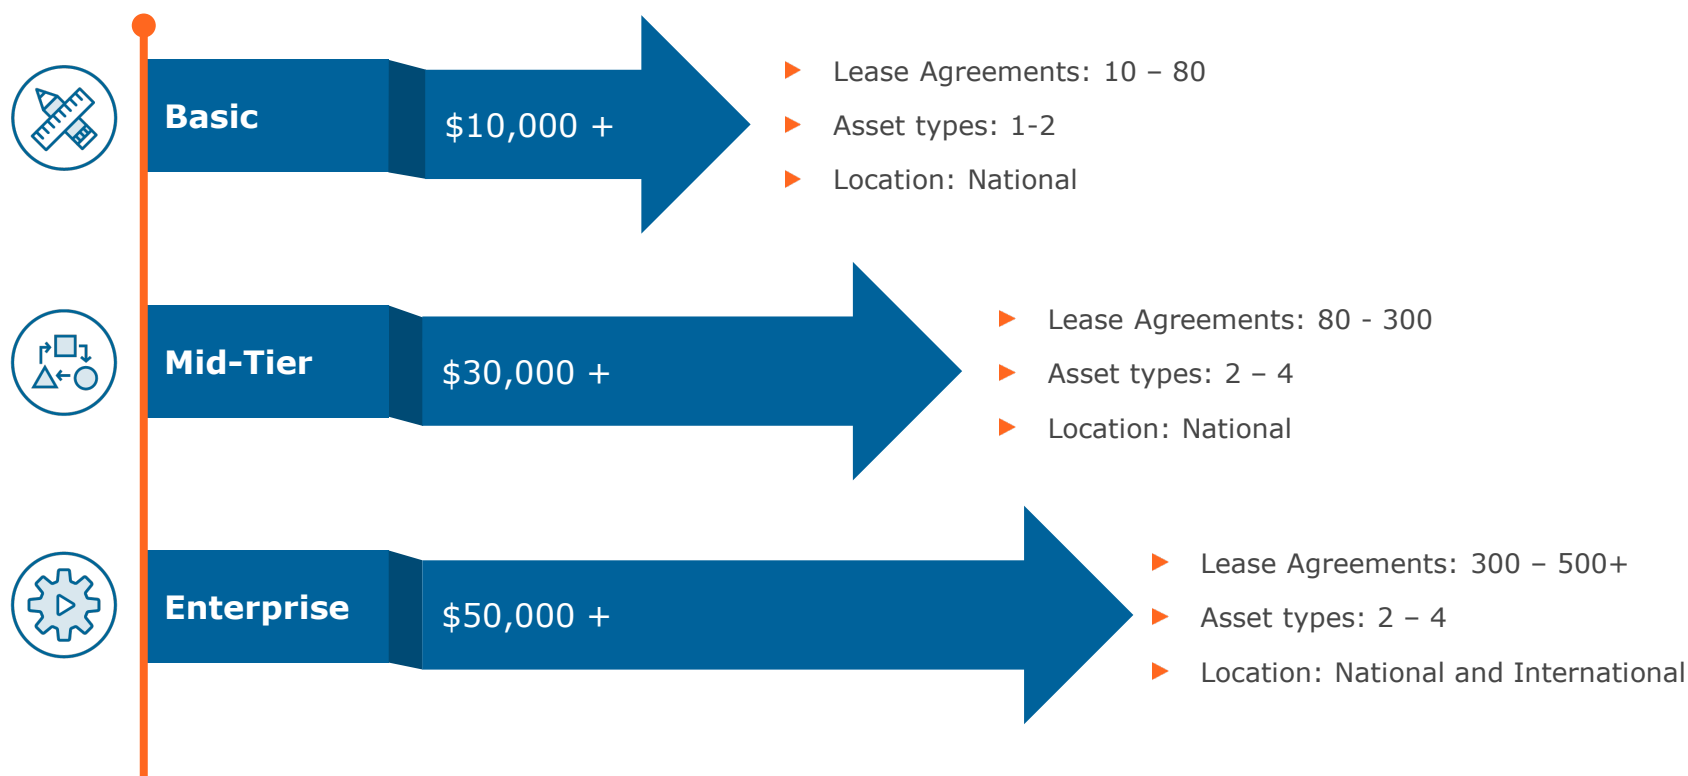 Basic
$10,000 +
Lease Agreements: 10 – 80
Asset types: 1-2
Location: National
Mid-Tier
$30,000 +
Lease Agreements: 80 - 300
Asset types: 2 – 4
Location: National
Enterprise
$50,000 +
Lease Agreements: 300 – 500+
Asset types: 2 – 4
Location: National and International